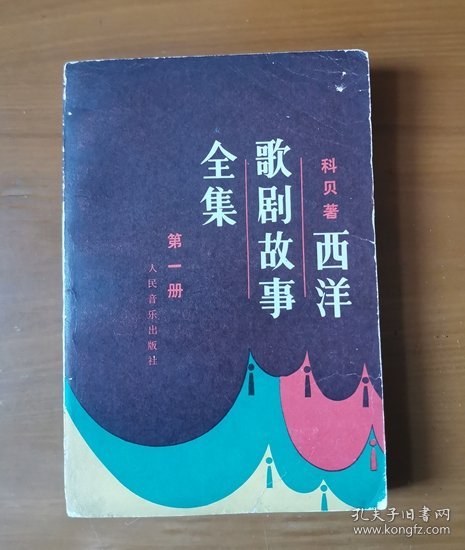 科贝著
西洋
歌剧故事
全集
第一册
人民音乐出版社
孔夫子旧书网
www.kongfz.com